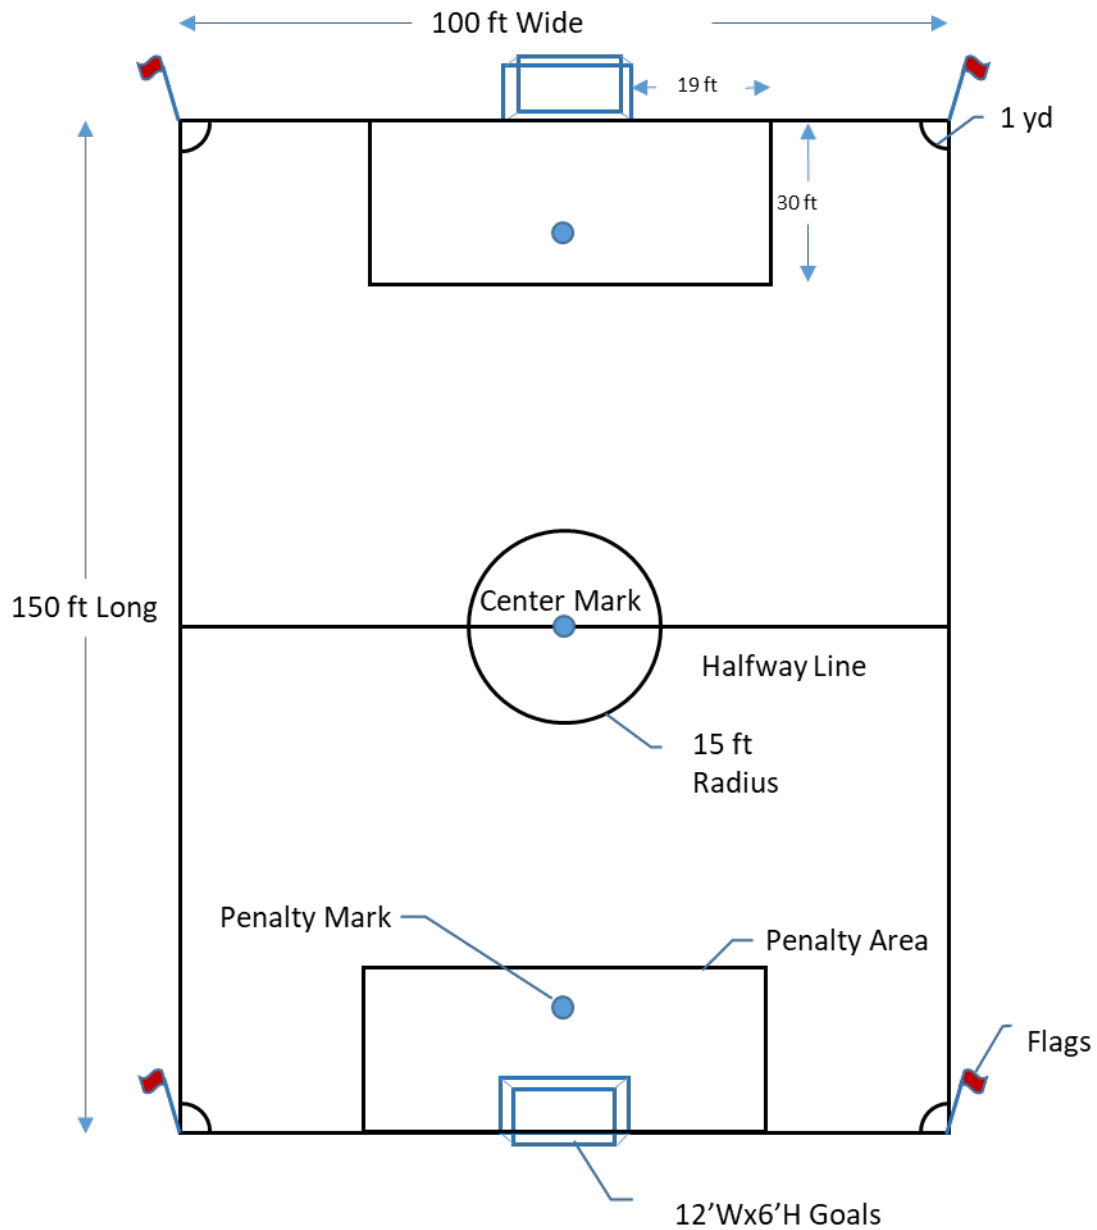 100 ft Wide
19 ft
1 yd
30 ft
150 ft Long
Center Mark
Halfway Line
15 ft
Radius
Penalty Mark
Penalty Area
Flags
12’Wx6’H Goals